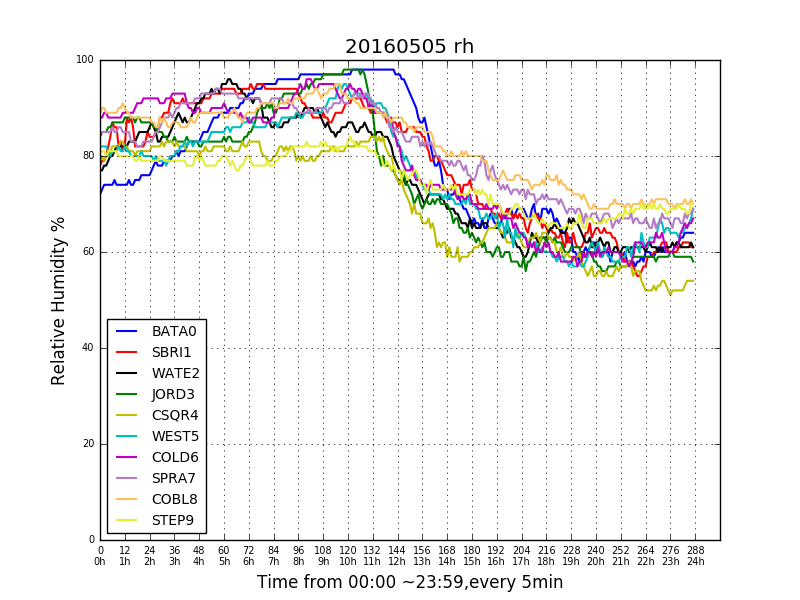 20160505 rh
100
80
60
40
20
0
Relative Humidity %
BATA0
SBRI1
WATE2
JORD3
CSQR4
WEST5
COLD6
SPRA7
COBL8
STEP9
0 12 24 36 48 60 72 84 96 108 120 132 144 156 168 180 192 204 216 228 240 252 264 276 288
0h 1h 2h 3h 4h 5h 6h 7h 8h 9h 10h 11h 12h 13h 14h 15h 16h 17h 18h 19h 20h 21h 22h 23h 24h
Time from 00:00 ~23:59,every 5min